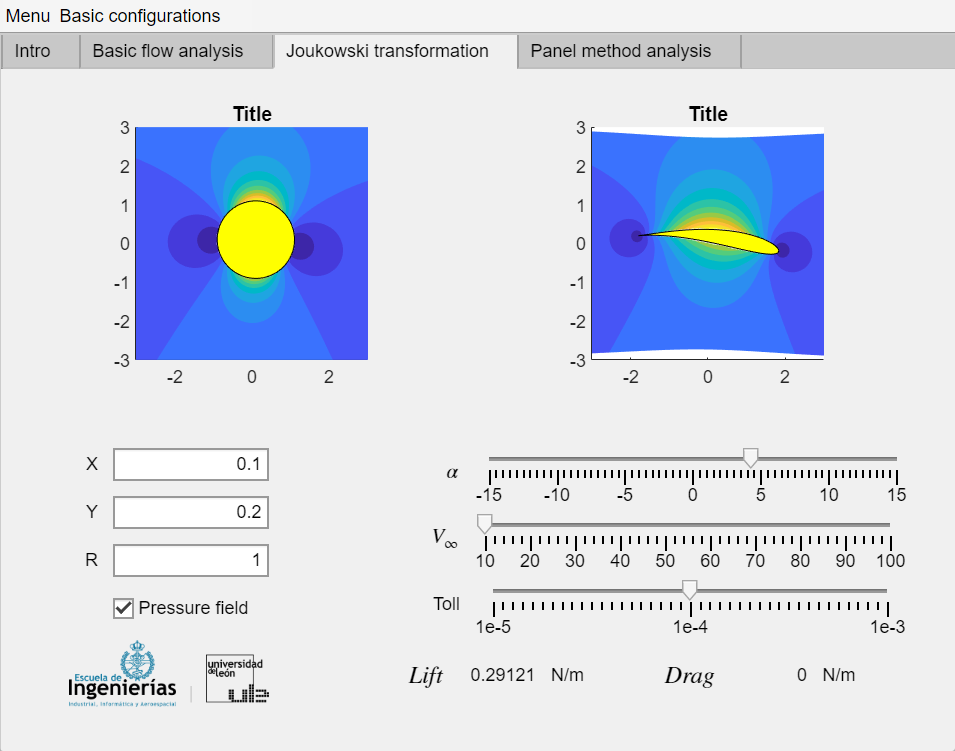 Menu Basic configurations
Intro Basic flow analysis Joukowski transformation Panel method analysis
Title Title
3 3
2 2
1 1
0 0
-1 -1
-2 -2
-3 -3
-2 0 2 -2 0 2
X 0.1
Y 0.2
R 1
Pressure field
α
-15 -10 -5 0 5 10 15
V∞
10 20 30 40 50 60 70 80 90 100
Toll
1e-5 1e-4 1e-3
Lift 0.29121 N/m Drag 0 N/m
Escuela de
Ingenierías
Industrial, Informática y Aeroespacial
universidad
de león
ule